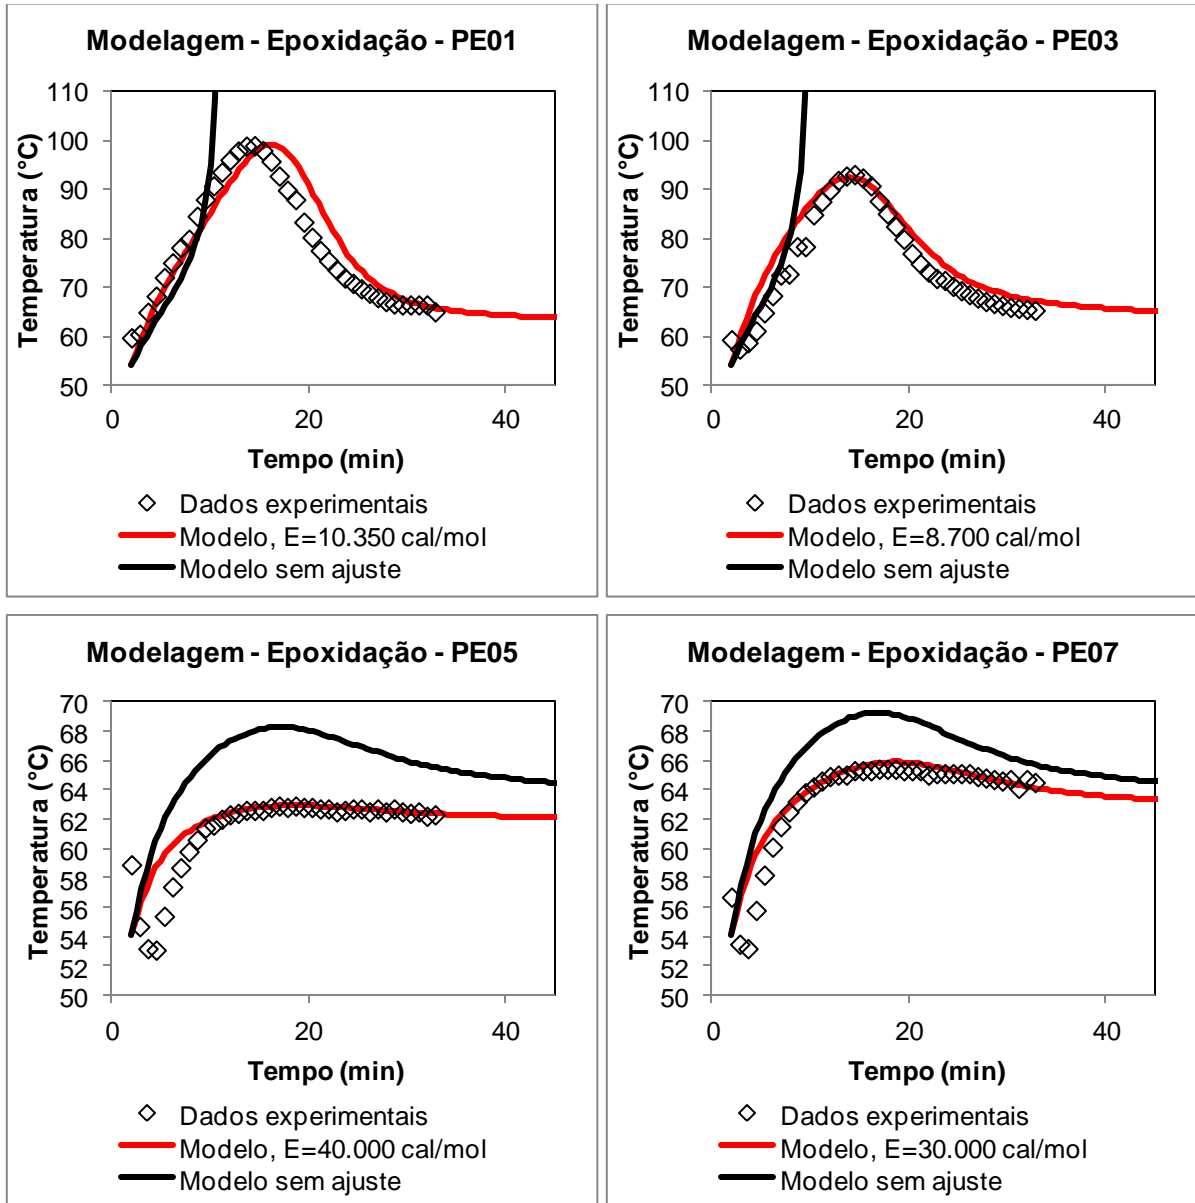 Modelagem - Epoxidação - PE01
Temperatura (°C)
110
100
90
80
70
60
50
0 20 40
Tempo (min)
Dados experimentais
Modelo, E=10.350 cal/mol
Modelo sem ajuste
Modelagem - Epoxidação - PE03
Temperatura (°C)
110
100
90
80
70
60
50
0 20 40
Tempo (min)
Dados experimentais
Modelo, E=8.700 cal/mol
Modelo sem ajuste
Modelagem - Epoxidação - PE05
Temperatura (°C)
70
68
66
64
62
60
58
56
54
52
50
0 20 40
Tempo (min)
Dados experimentais
Modelo, E=40.000 cal/mol
Modelo sem ajuste
Modelagem - Epoxidação - PE07
Temperatura (°C)
70
68
66
64
62
60
58
56
54
52
50
0 20 40
Tempo (min)
Dados experimentais
Modelo, E=30.000 cal/mol
Modelo sem ajuste